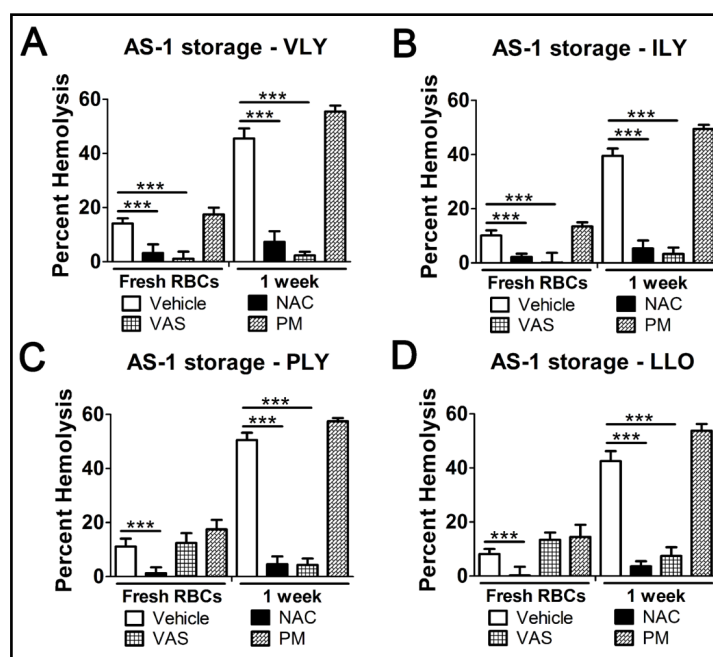 A
AS-1 storage - VLY
Percent Hemolysis
60
40
20
0
***
***
***
***
Fresh RBCs
1 week
Vehicle
NAC
VAS
PM
B
AS-1 storage - ILY
Percent Hemolysis
60
40
20
0
***
***
***
***
Fresh RBCs
1 week
Vehicle
NAC
VAS
PM
C
AS-1 storage - PLY
Percent Hemolysis
60
40
20
0
***
***
***
Fresh RBCs
1 week
Vehicle
NAC
VAS
PM
D
AS-1 storage - LLO
Percent Hemolysis
60
40
20
0
***
***
***
Fresh RBCs
1 week
Vehicle
NAC
VAS
PM